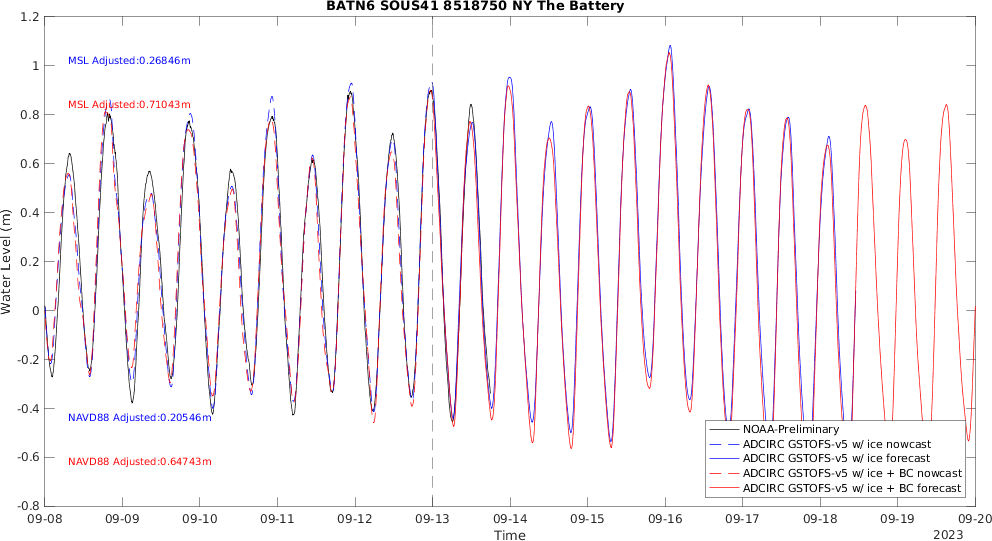 BATN6 SOUS41 8518750 NY The Battery
1.2
1
0.8
0.6
0.4
0.2
0
-0.2
-0.4
-0.6
-0.8
Water Level (m)
MSL Adjusted:0.26846m
MSL Adjusted:0.71043m
NAVD88 Adjusted:0.20546m
NAVD88 Adjusted:0.64743m
NOAA-Preliminary
ADCIRC GSTOFS-v5 w/ ice nowcast
ADCIRC GSTOFS-v5 w/ ice forecast
ADCIRC GSTOFS-v5 w/ ice + BC nowcast
ADCIRC GSTOFS-v5 w/ ice + BC forecast
09-08 09-09 09-10 09-11 09-12 09-13 09-14 09-15 09-16 09-17 09-18 09-19 09-20
Time
2023